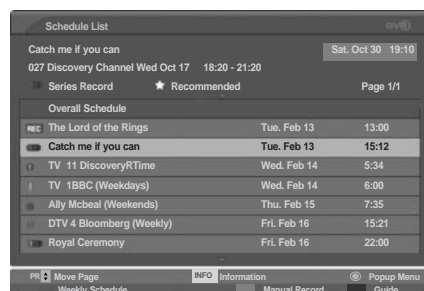 Schedule List
Catch me if you can
Sat. Oct 30 19:10
027 Discovery Channel Wed Oct 17 18:20 - 21:20
Series Record Recommended Page 1/1
Overall Schedule
REC The Lord of the Rings Tue. Feb 13 13:00
Catch me if you can Tue. Feb 13 15:12
TV 11 DiscoveryRTime Wed. Feb 14 5:34
TV 1BBC (Weekdays) Wed. Feb 14 6:00
Ally Mcbeal (Weekends) Thu. Feb 15 7:35
DTV 4 Bloomberg (Weekly) Fri. Feb 16 15:21
Royal Ceremony Fri. Feb 16 22:00
PR Move Page INFO Information Popup Menu
Weekly Schedule Manual Record Guide